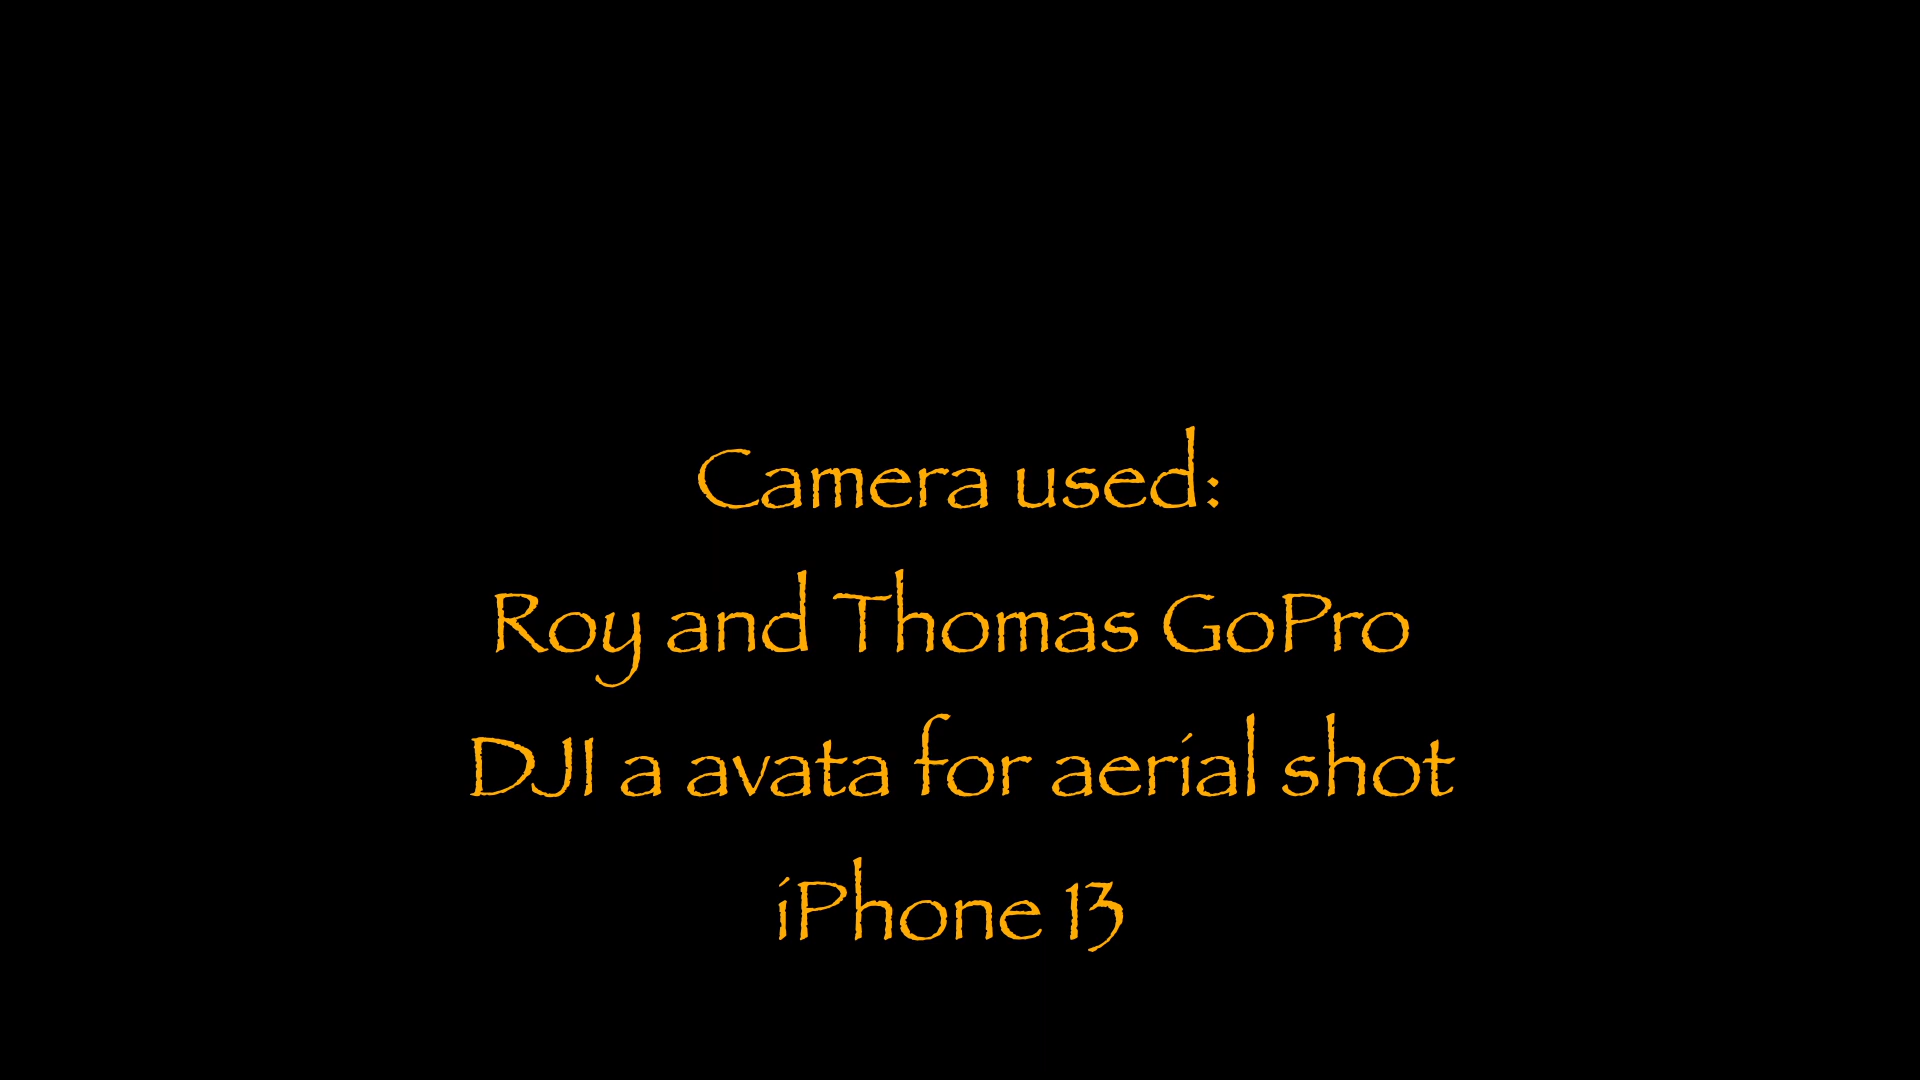 Camera used:
Roy and Thomas GoPro
DJI a avata for aerial shot
iPhone 13